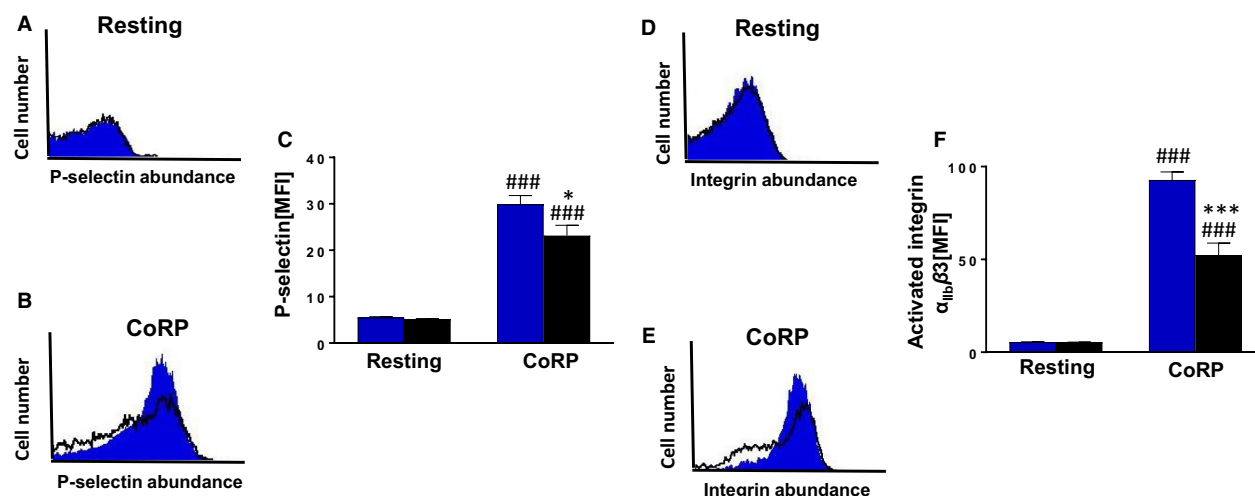 A
Resting
Cell number
P-selectin abundance
B
CoRP
Cell number
P-selectin abundance
C
P-selectin[MFI]
40
30
20
10
0
###
*
###
Resting
CoRP
D
Resting
Cell number
Integrin abundance
E
CoRP
Cell number
Integrin abundance
F
Activated integrin
αIIbβ3[MFI]
100
50
0
###
***
###
Resting
CoRP